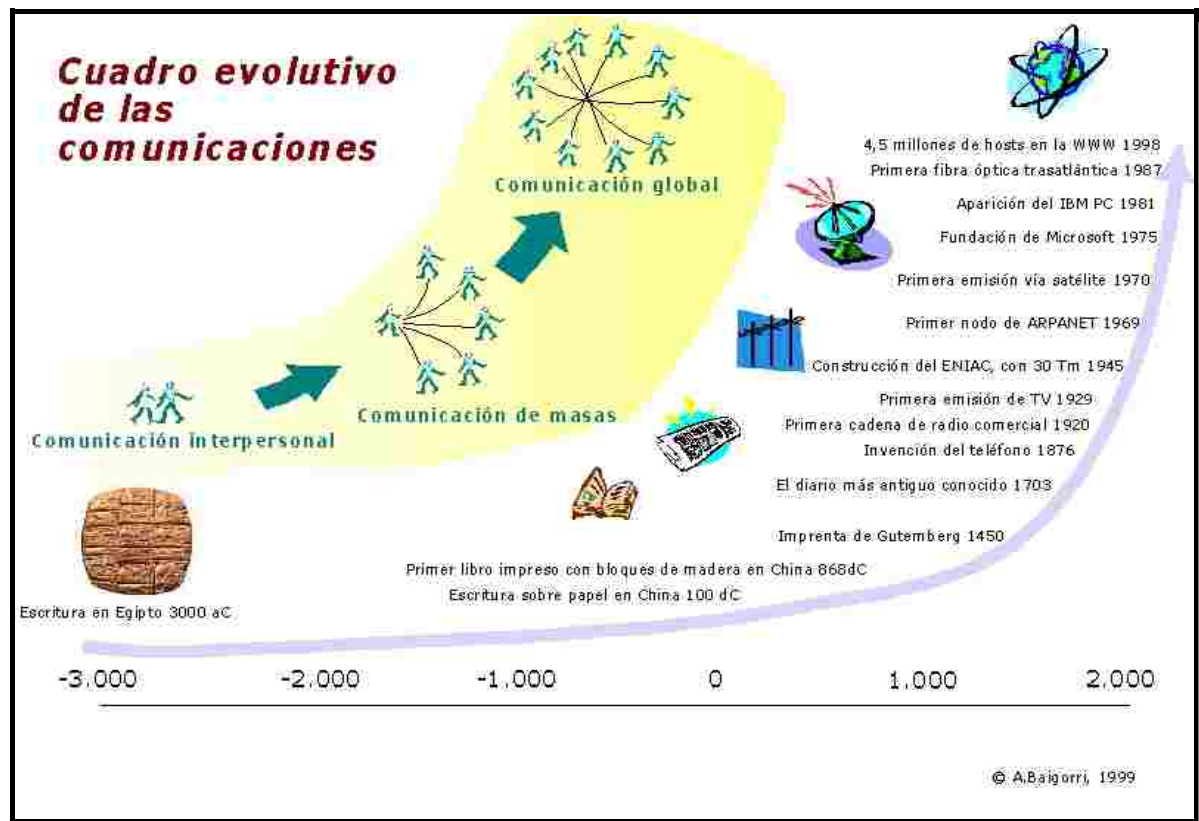 Cuadro evolutivo
de las
comunicaciones
Comunicación global
Comunicación de masas
Comunicación interpersonal
4,5 millones de hosts en la WWW 1998
Primera fibra óptica trasatlántica 1987
Aparición del IBM PC 1981
Fundación de Microsoft 1975
Primera emisión vía satélite 1970
Primer nodo de ARPANET 1969
Construcción del ENIAC, con 30 Tm 1945
Primera emisión de TV 1929
Primera cadena de radio comercial 1920
Invención del teléfono 1876
El diario más antiguo conocido 1703
Imprenta de Gutemberg 1450
Primer libro impreso con bloques de madera en China 868dC
Escritura sobre papel en China 100 dC
Escritura en Egipto 3000 aC
-3.000 -2.000 -1.000 0 1.000 2.000
© A.Baigorri, 1999